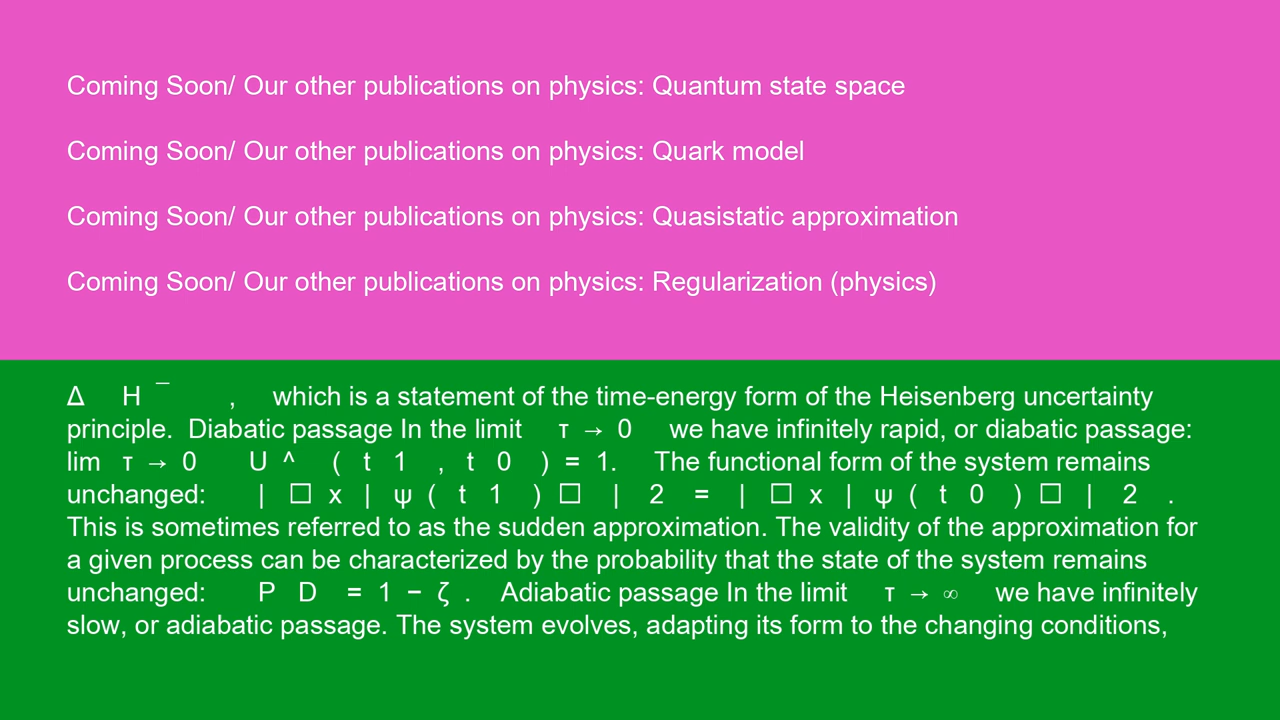 Coming Soon/ Our other publications on physics: Quantum state space
Coming Soon/ Our other publications on physics: Quark model
Coming Soon/ Our other publications on physics: Quasistatic approximation
Coming Soon/ Our other publications on physics: Regularization (physics)
Δ H ¯ , which is a statement of the time-energy form of the Heisenberg uncertainty
principle. Diabatic passage In the limit τ → 0 we have infinitely rapid, or diabatic passage:
lim τ → 0 U ^ ( t 1 , t 0 ) = 1. The functional form of the system remains
unchanged: | □ x | ψ ( t 1 ) □ | 2 = | □ x | ψ ( t 0 ) □ | 2 .
This is sometimes referred to as the sudden approximation. The validity of the approximation for
a given process can be characterized by the probability that the state of the system remains
unchanged: P D = 1 − ζ . Adiabatic passage In the limit τ → ∞ we have infinitely
slow, or adiabatic passage. The system evolves, adapting its form to the changing conditions,